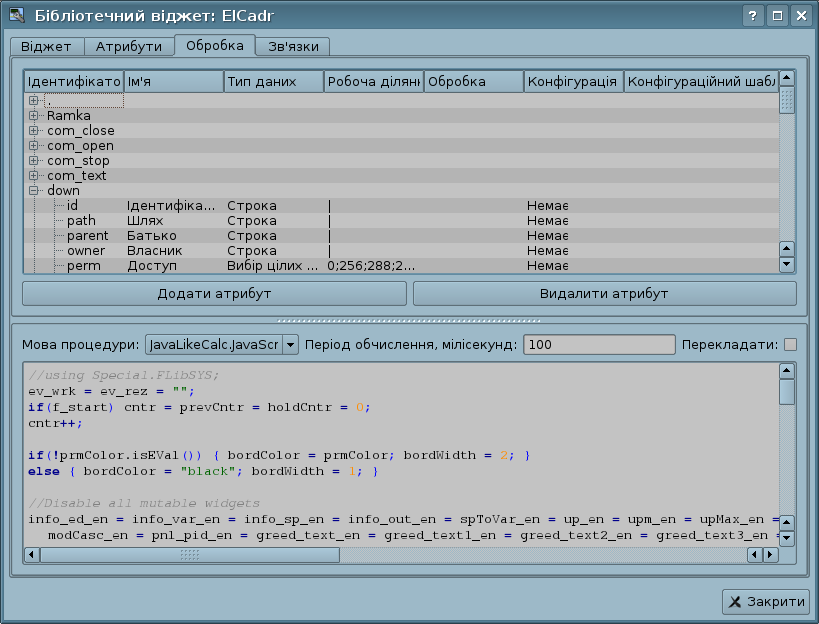 Бібліотечний віджет: ElCadr
Віджет Атрибути Обробка Зв'язки
Ідентифікато Ім'я Тип даних Робоча ділянк Обробка Конфігурація Конфігураційний шабл
.
Ramka
com_close
com_open
com_stop
com_text
down
id Ідентифіка... Строка | Немає
path Шлях Строка | Немає
parent Батько Строка | Немає
owner Власник Строка | Немає
perm Доступ Вибір цілих ... 0;256;288;2... Немає
Додати атрибут Видалити атрибут
Мова процедури: JavaLikeCalc.JavaScr Період обчислення, мілісекунд: 100 Перекладати:
//using Special.FLibSYS;
ev_wrk = ev_rez = "";
if(f_start) cntr = prevCntr = holdCntr = 0;
cntr++;
if(!prmColor.isEVal()) { bordColor = prmColor; bordWidth = 2; }
else { bordColor = "black"; bordWidth = 1; }
//Disable all mutable widgets
info_ed_en = info_var_en = info_sp_en = info_out_en = spToVar_en = up_en = upm_en = upMax_en =
modCasc_en = pnl_pid_en = greed_text_en = greed_text1_en = greed_text2_en = greed_text3_en =
Закрити